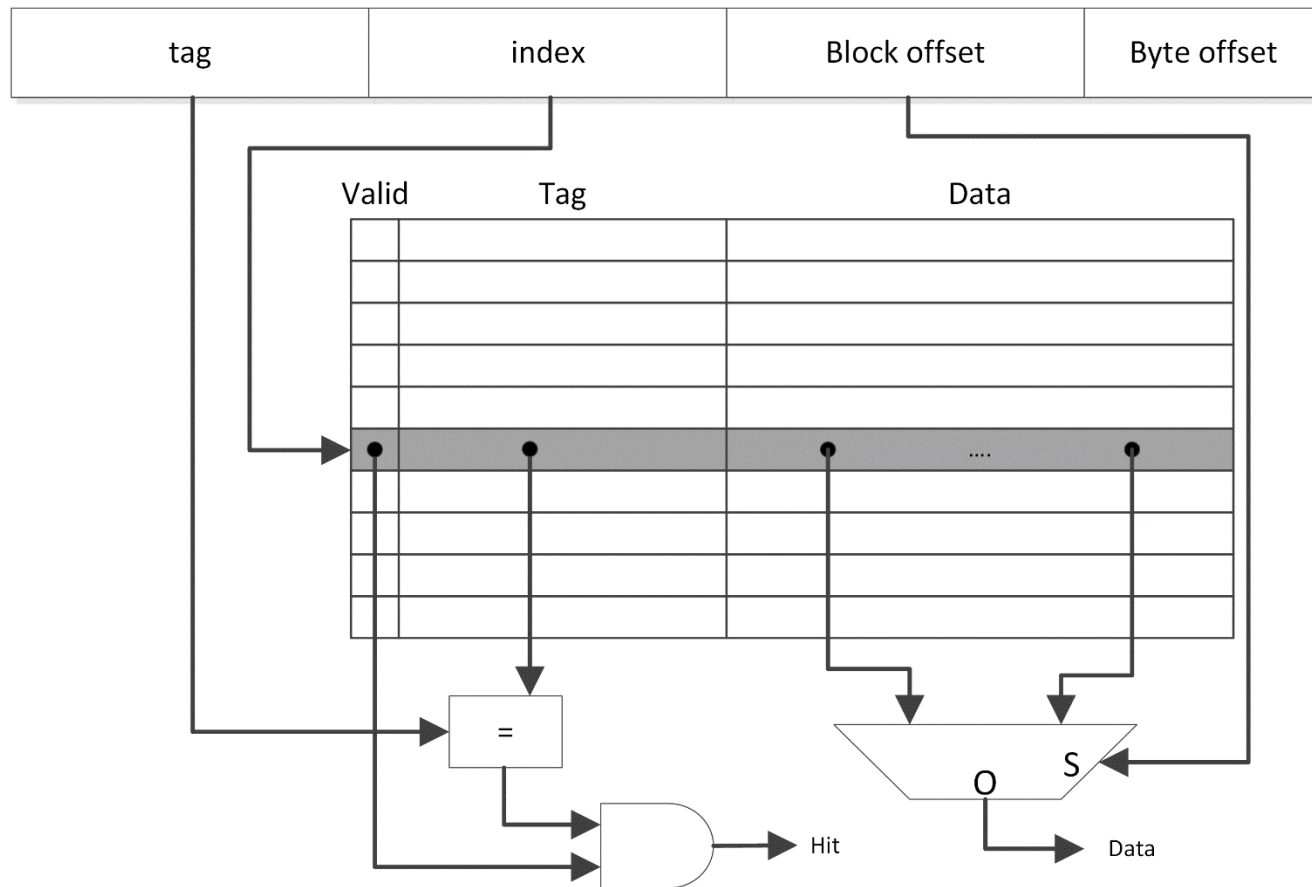 tag index Block offset Byte offset
Valid Tag Data
....
=
S
O
Hit
Data